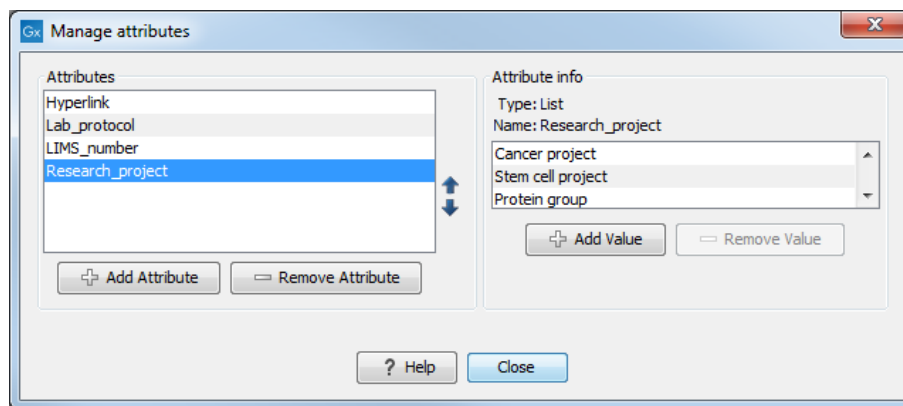 Gx Manage attributes
X
Attributes
Hyperlink
Lab_protocol
LIMS_number
Research_project
Add Attribute
Remove Attribute
Attribute info
Type: List
Name: Research_project
Cancer project
Stem cell project
Protein group
Add Value
Remove Value
? Help
Close